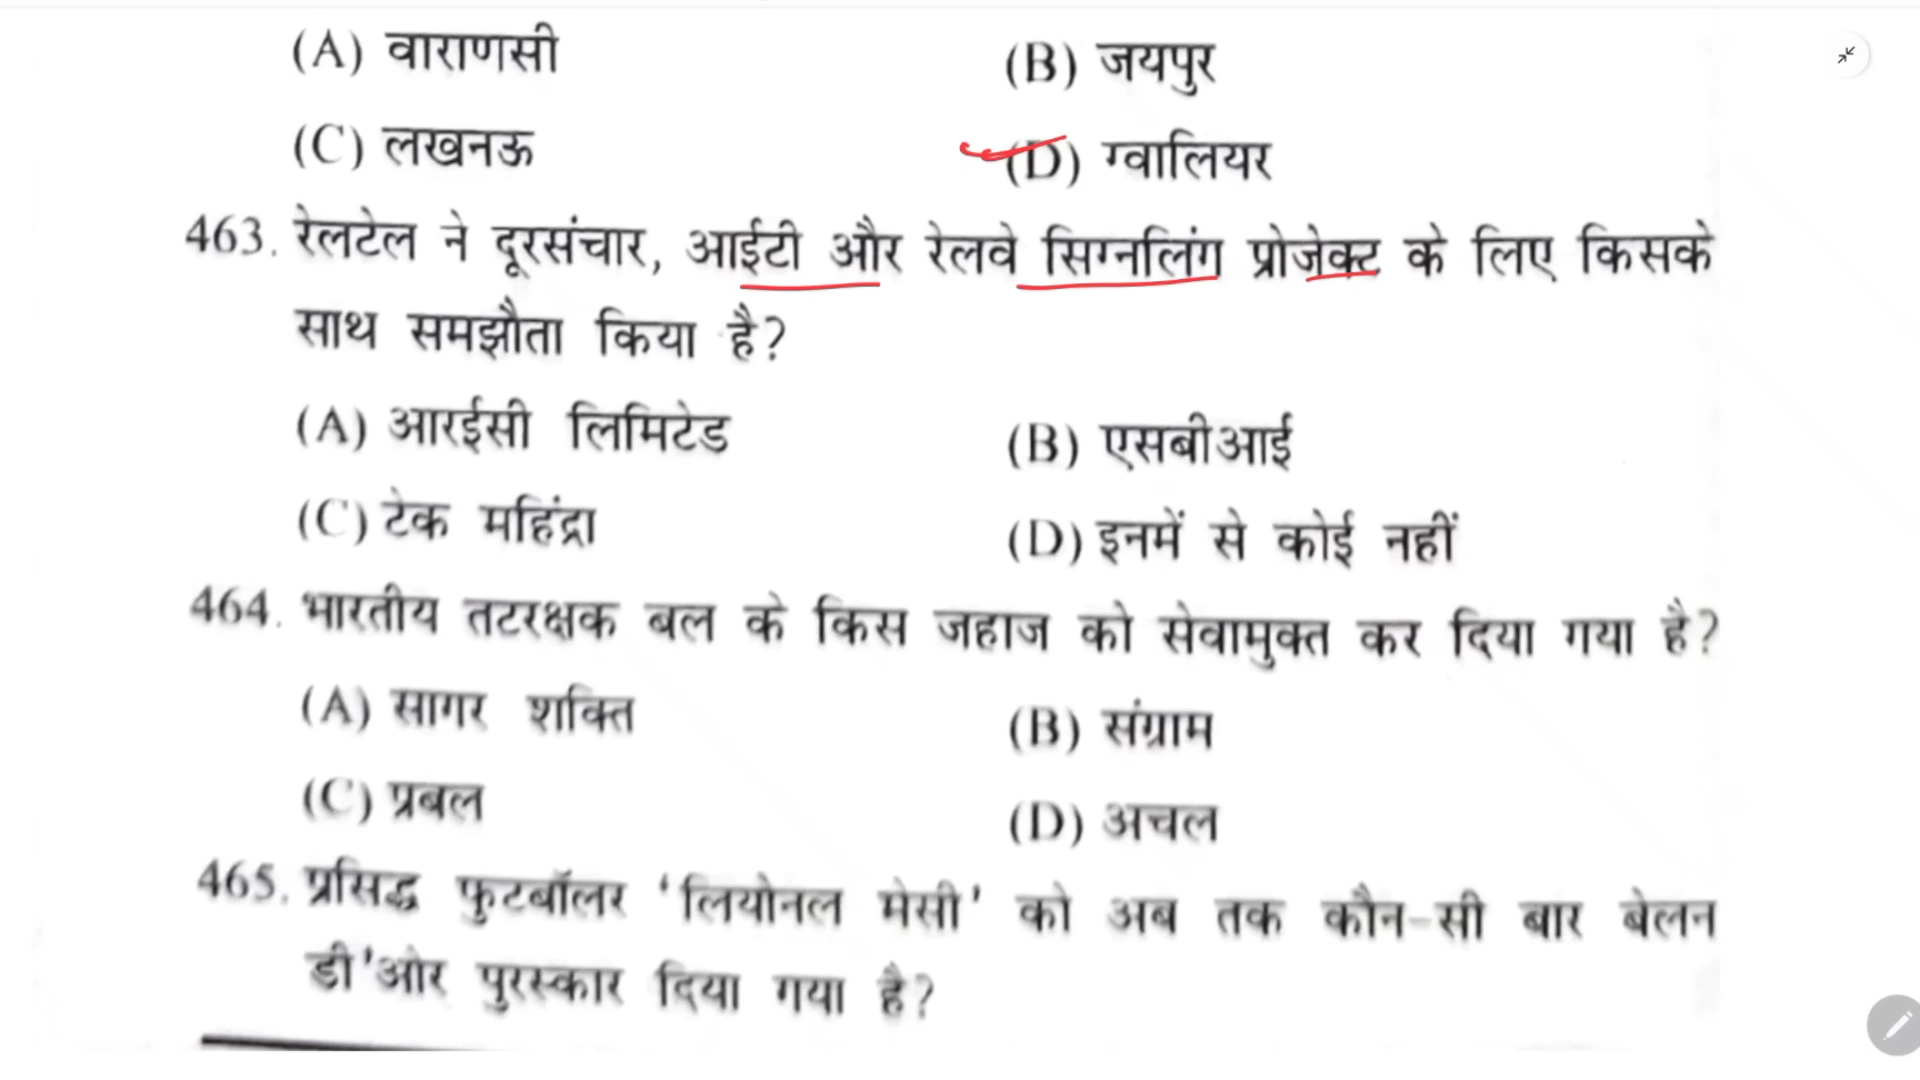 (A) वाराणसी (B) जयपुर
(C) लखनऊ (D) ग्वालियर
463. रेलटेल ने दूरसंचार, आईटी और रेलवे सिग्नलिंग प्रोजेक्ट के लिए किसके
साथ समझौता किया है?
(A) आरईसी लिमिटेड (B) एसबीआई
(C) टेक महिंद्रा (D) इनमें से कोई नहीं
464. भारतीय तटरक्षक बल के किस जहाज को सेवामुक्त कर दिया गया है?
(A) सागर शक्ति (B) संग्राम
(C) प्रबल (D) अचल
465. प्रसिद्ध फुटबॉलर 'लियोनल मेसी' को अब तक कौन-सी बार बेलन
डी'ओर पुरस्कार दिया गया है?